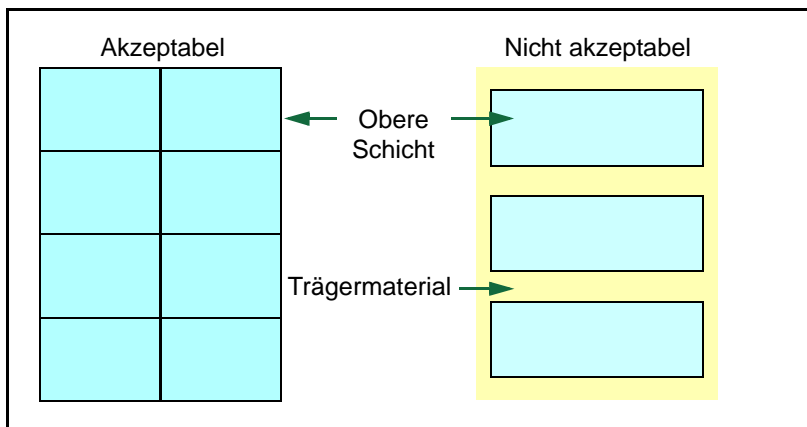 Akzeptabel
Nicht akzeptabel
Obere
Schicht
Trägermaterial